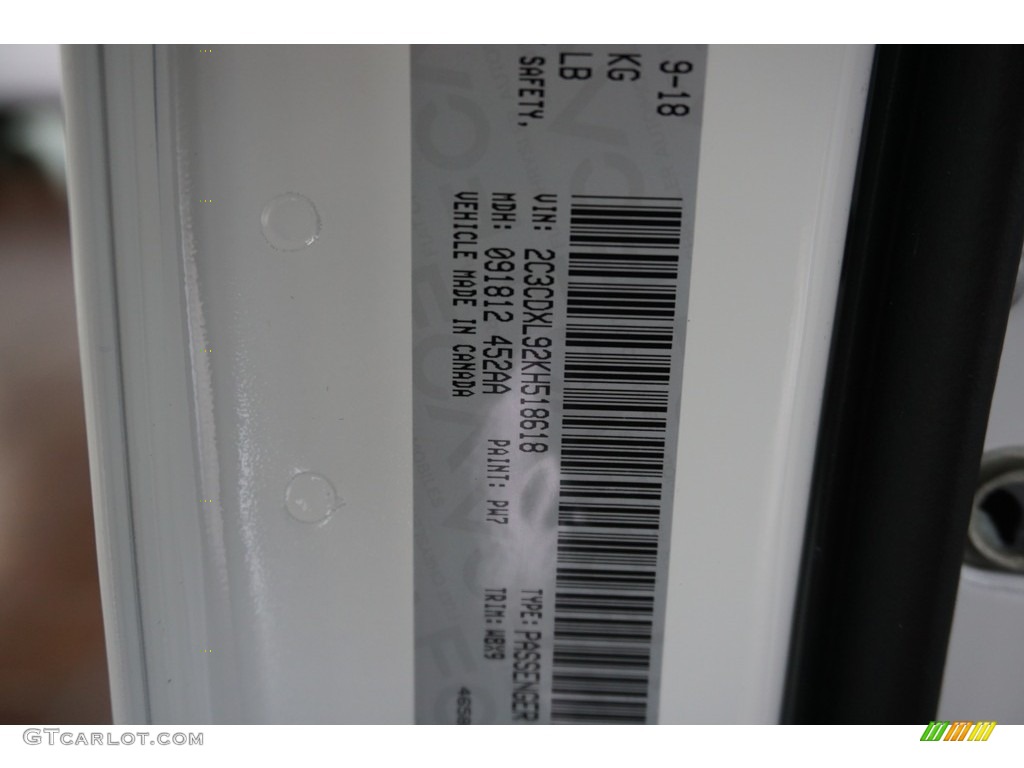 9-18
KG
LB
SAFETY,
VIN: 2C3CDXL92KH518618 TYPE: PASSENGER
MDH: 091812 452AA PAINT: PW7 TRIM: WBX9
VEHICLE MADE IN CANADA
GTcarlot.com